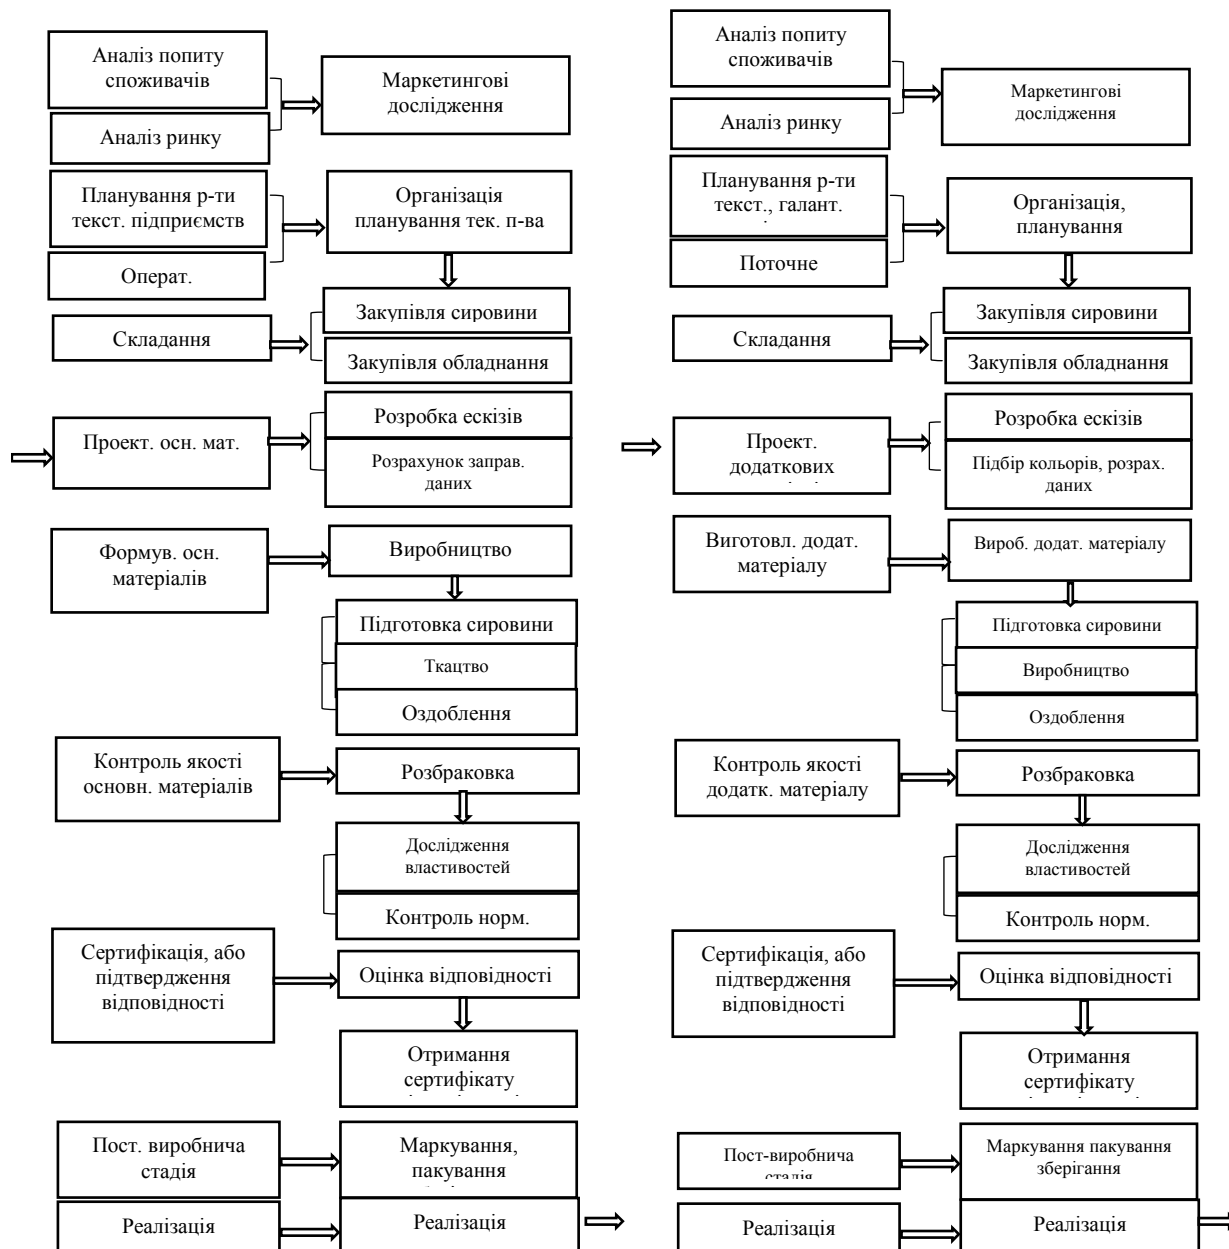 Аналіз попиту
споживачів
Маркетингові
дослідження
Аналіз ринку
Планування р-ти
текст. підприємств
Організація
планування тек. п-ва
Операт.
Закупівля сировини
Складання
Закупівля обладнання
Розробка ескізів
Проект. осн. мат.
Розрахунок заправ.
даних
Формув. осн.
матеріалів
Виробництво
Підготовка сировини
Ткацтво
Оздоблення
Контроль якості
основн. матеріалів
Розбраковка
Дослідження
властивостей
Контроль норм.
Сертифікація, або
підтвердження
відповідності
Оцінка відповідності
Отримання
сертифікату
Пост. виробнича
стадія
Маркування,
пакування
Реалізація
Реалізація
Аналіз попиту
споживачів
Маркетингові
дослідження
Аналіз ринку
Планування р-ти
текст., галант.
Організація,
планування
Поточне
Закупівля сировини
Складання
Закупівля обладнання
Розробка ескізів
Проект.
додаткових
Підбір кольорів, розрах.
даних
Виготовл. додат.
матеріалу
Вироб. додат. матеріалу
Підготовка сировини
Виробництво
Оздоблення
Контроль якості
додатк. матеріалу
Розбраковка
Дослідження
властивостей
Контроль норм.
Сертифікація, або
підтвердження
відповідності
Оцінка відповідності
Отримання
сертифікату
Пост-виробнича
стадія
Маркування пакування
зберігання
Реалізація
Реалізація